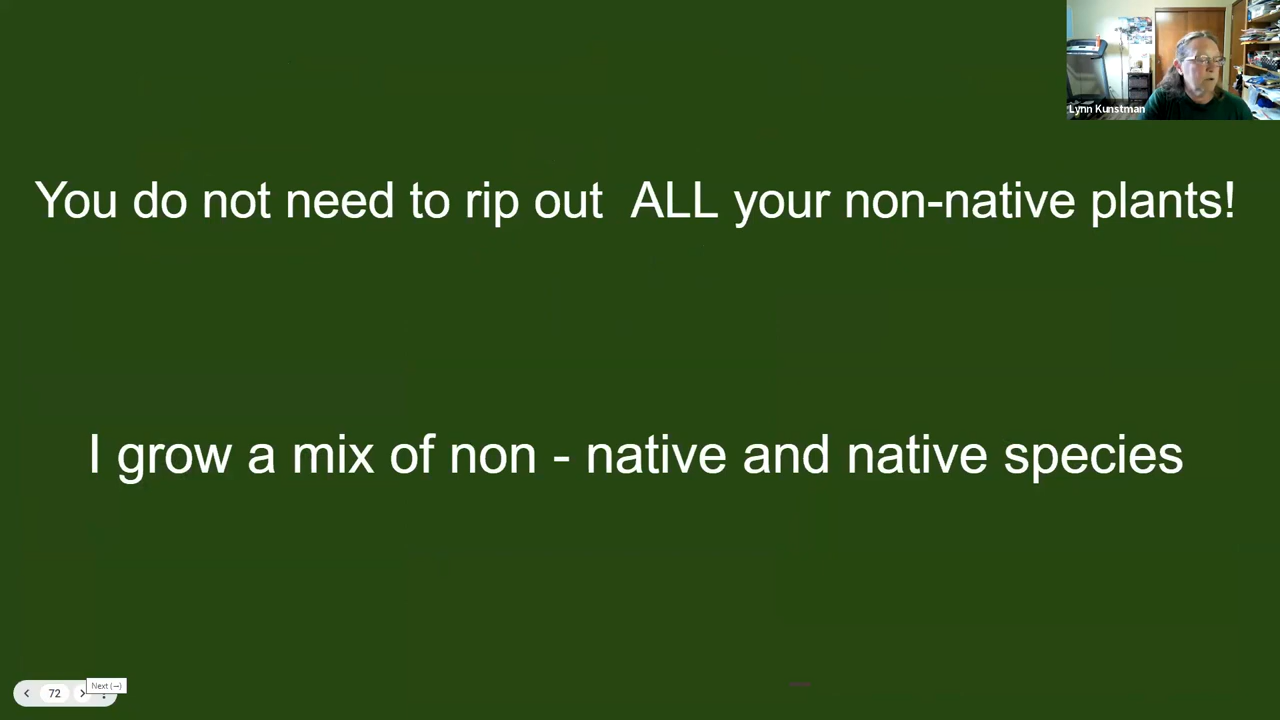 Lynn Kunstman
You do not need to rip out  ALL your non-native plants!
I grow a mix of non - native and native species
72
Next (→)